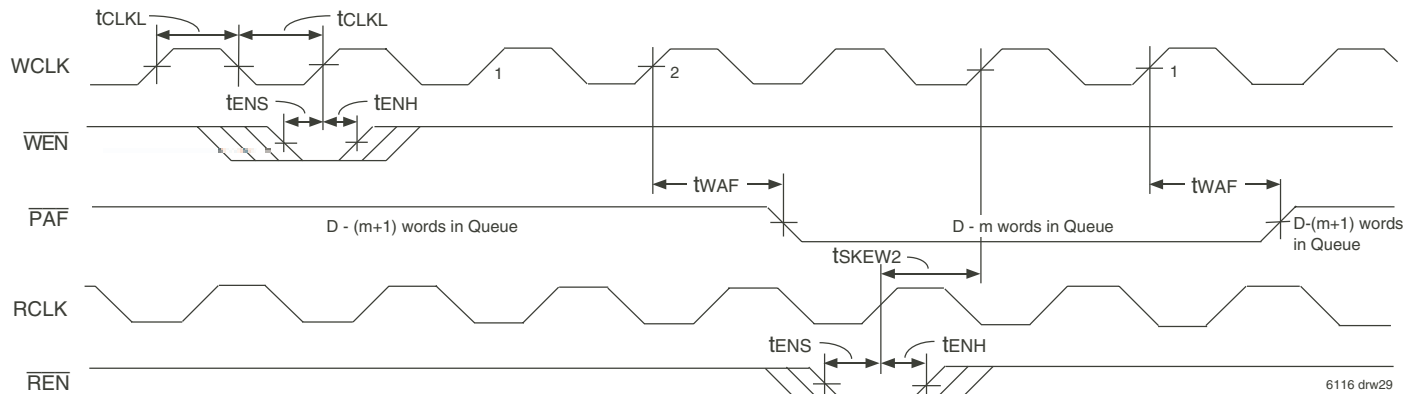 tCLKL tCLKL
WCLK 1 2 1
tENS tENH
WEN
tWAF tWAF
PAF
D - (m+1) words in Queue D - m words in Queue D-(m+1) words
in Queue
tSKEW2
RCLK
tENS tENH
REN
6116 drw29